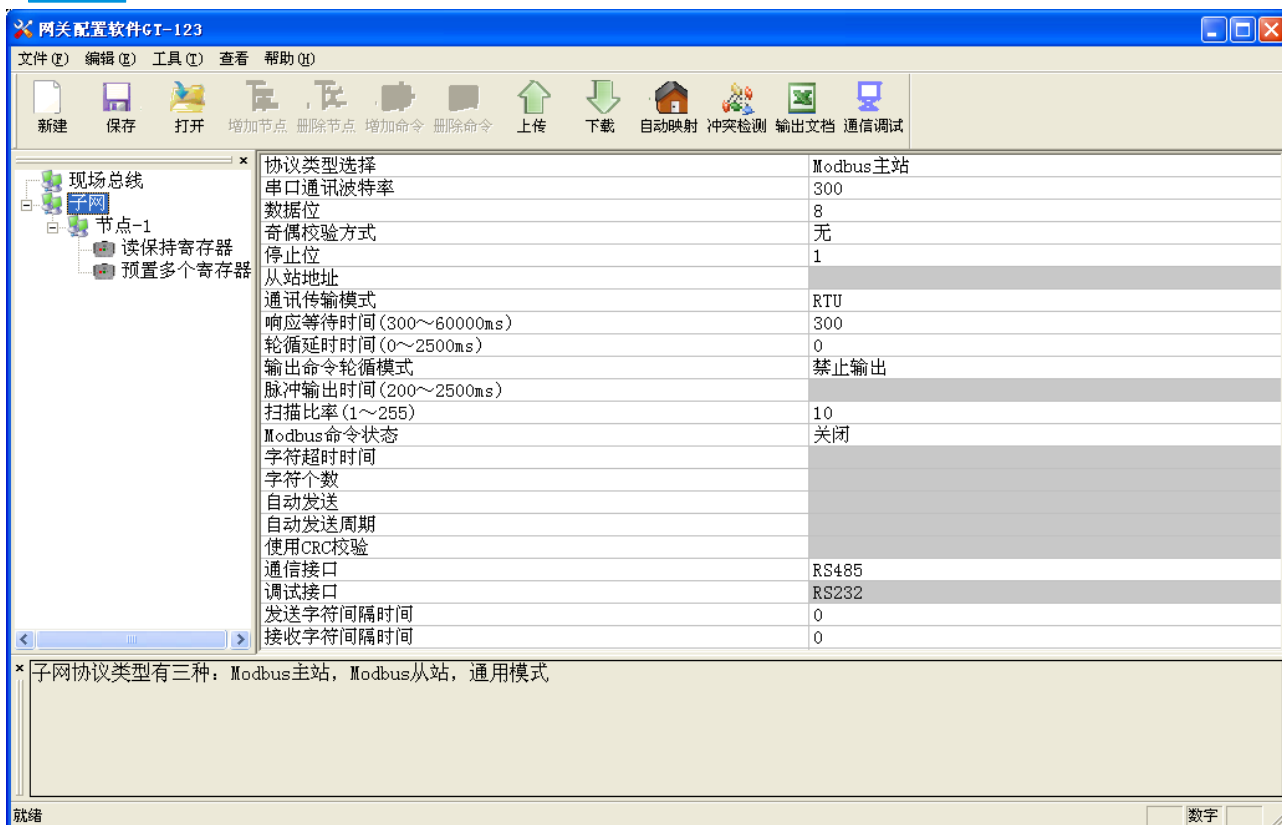 网关配置软件GT-123
文件(F) 编辑(E) 工具(T) 查看 帮助(H)
新建 保存 打开 增加节点 删除节点 增加命令 删除命令 上传 下载 自动映射 冲突检测 输出文档 通信调试
现场总线
子网
节点-1
读保持寄存器
预置多个寄存器
协议类型选择 Modbus主站
串口通讯波特率 300
数据位 8
奇偶校验方式 无
停止位 1
从站地址
通讯传输模式 RTU
响应等待时间(300～60000ms) 300
轮循延时时间(0～2500ms) 0
输出命令轮循模式 禁止输出
脉冲输出时间(200～2500ms)
扫描比率(1～255) 10
Modbus命令状态 关闭
字符超时时间
字符个数
自动发送
自动发送周期
使用CRC校验
通信接口 RS485
调试接口 RS232
发送字符间隔时间 0
接收字符间隔时间 0
子网协议类型有三种：Modbus主站，Modbus从站，通用模式
就绪 数字